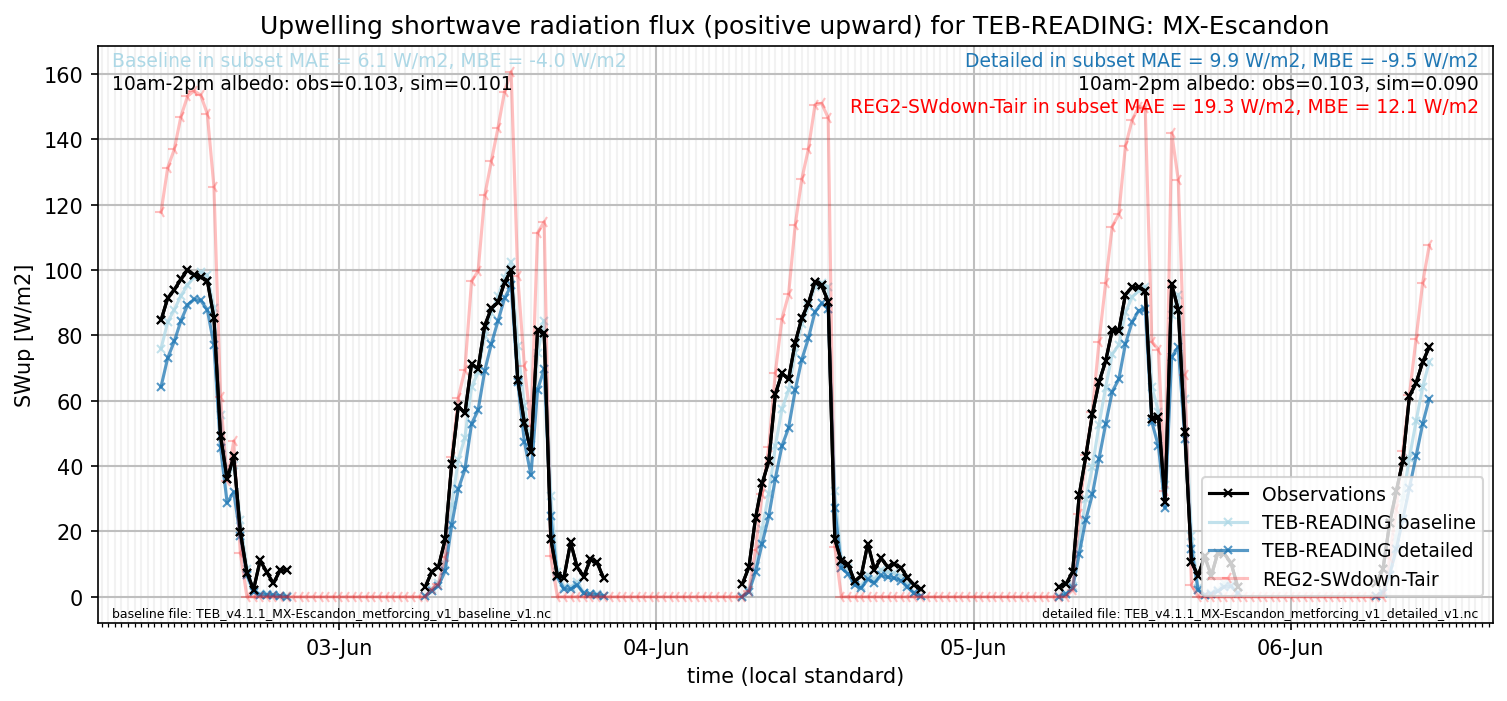 Upwelling shortwave radiation flux (positive upward) for TEB-READING: MX-Escandon
Baseline in subset MAE = 6.1 W/m2, MBE = -4.0 W/m2
10am-2pm albedo: obs=0.103, sim=0.101
Detailed in subset MAE = 9.9 W/m2, MBE = -9.5 W/m2
10am-2pm albedo: obs=0.103, sim=0.090
REG2-SWdown-Tair in subset MAE = 19.3 W/m2, MBE = 12.1 W/m2
SWup [W/m2]
160
140
120
100
80
60
40
20
0
Observations
TEB-READING baseline
TEB-READING detailed
REG2-SWdown-Tair
baseline file: TEB_v4.1.1_MX-Escandon_metforcing_v1_baseline_v1.nc
detailed file: TEB_v4.1.1_MX-Escandon_metforcing_v1_detailed_v1.nc
03-Jun
04-Jun
05-Jun
06-Jun
time (local standard)